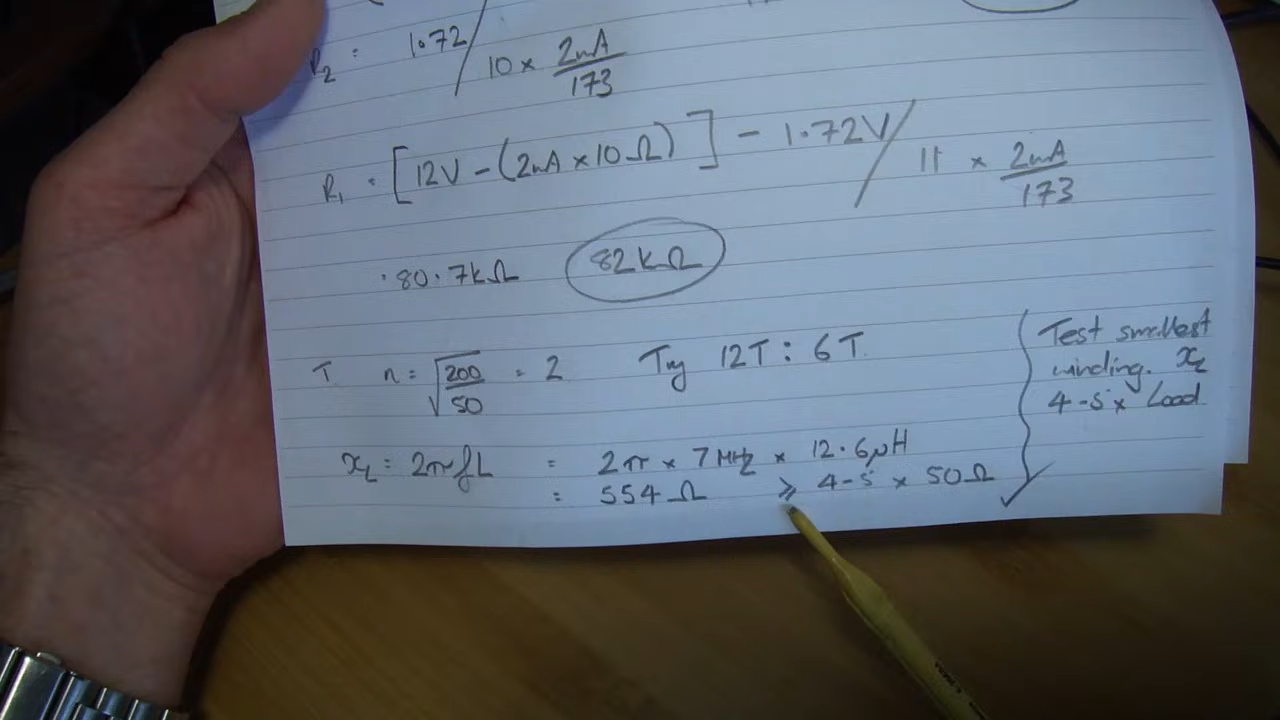 R₂ = 1.72 / 10 × 2mA/173
R₁ = [12V - (2mA × 10Ω)] - 1.72V / 11 × 2mA/173
= 80.7kΩ 82kΩ
T n = √200/50 = 2 Try 12T : 6T
Test smallest
winding. XL
4-5 × Load
XL = 2πfL = 2π × 7MHz × 12.6μH
= 554Ω ⩾ 4-5 × 50Ω ✓